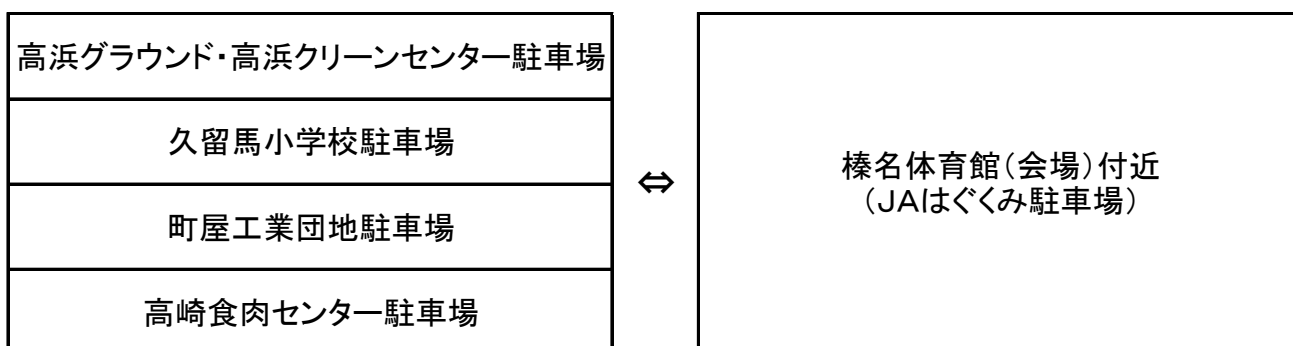 高浜グラウンド・高浜クリーンセンター駐車場
久留馬小学校駐車場
町屋工業団地駐車場
高崎食肉センター駐車場
⇔
榛名体育館（会場）付近
（JAはぐくみ駐車場）